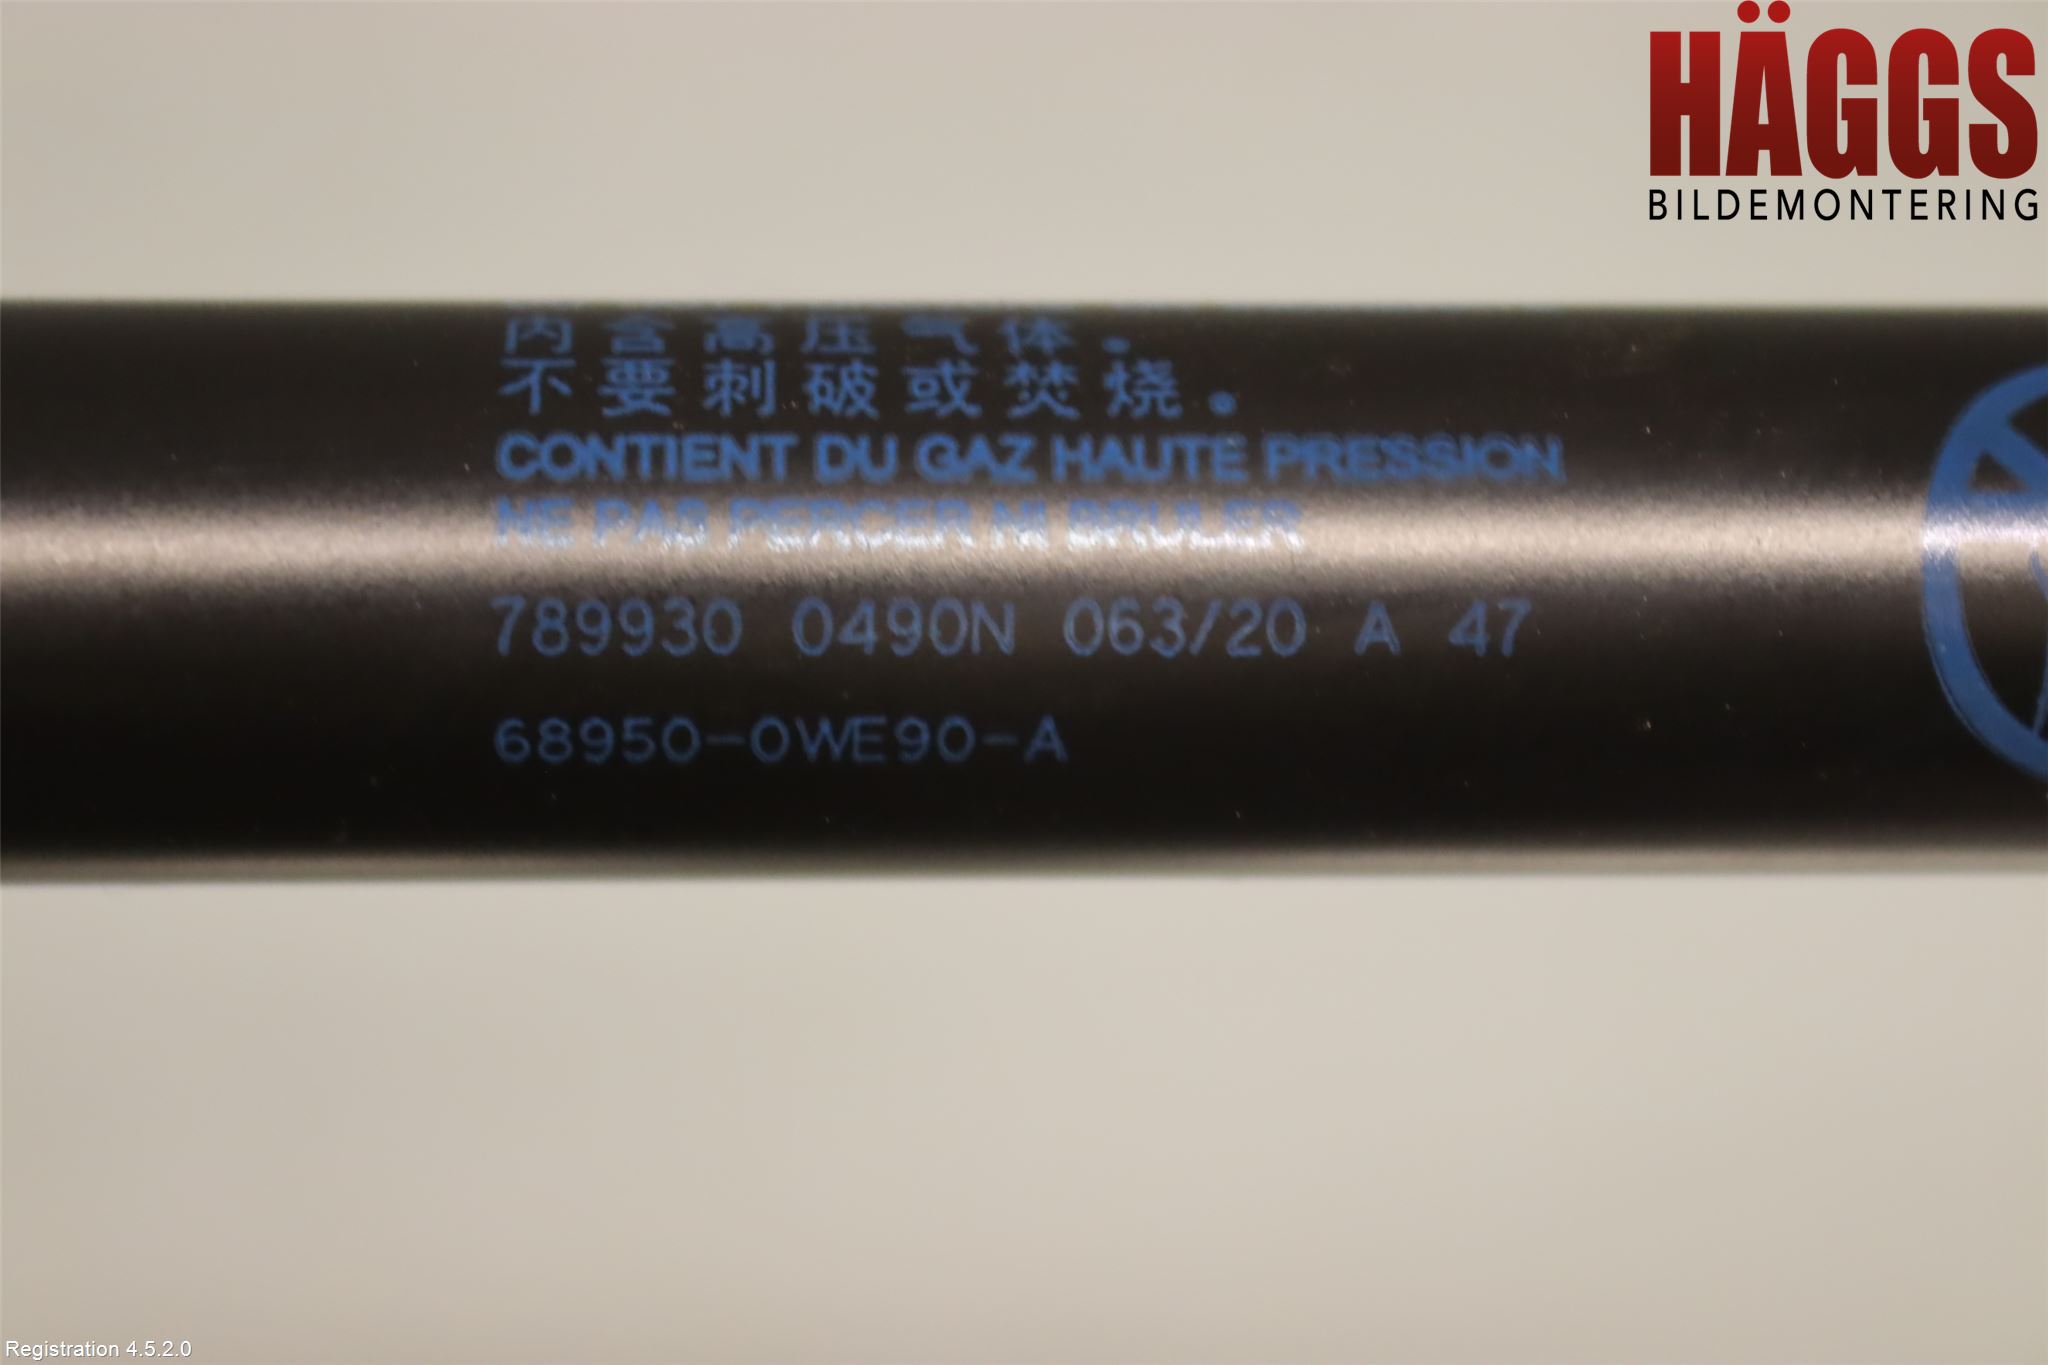 HÄGGS
BILDEMONTERING
内含高压气体.
不要刺破或焚烧.
CONTIENT DU GAZ HAUTE PRESSION
NE PAS PERCER NI BRULER
789930 0490N 063/20 A 47
68950-0WE90-A
Registration 4.5.2.0